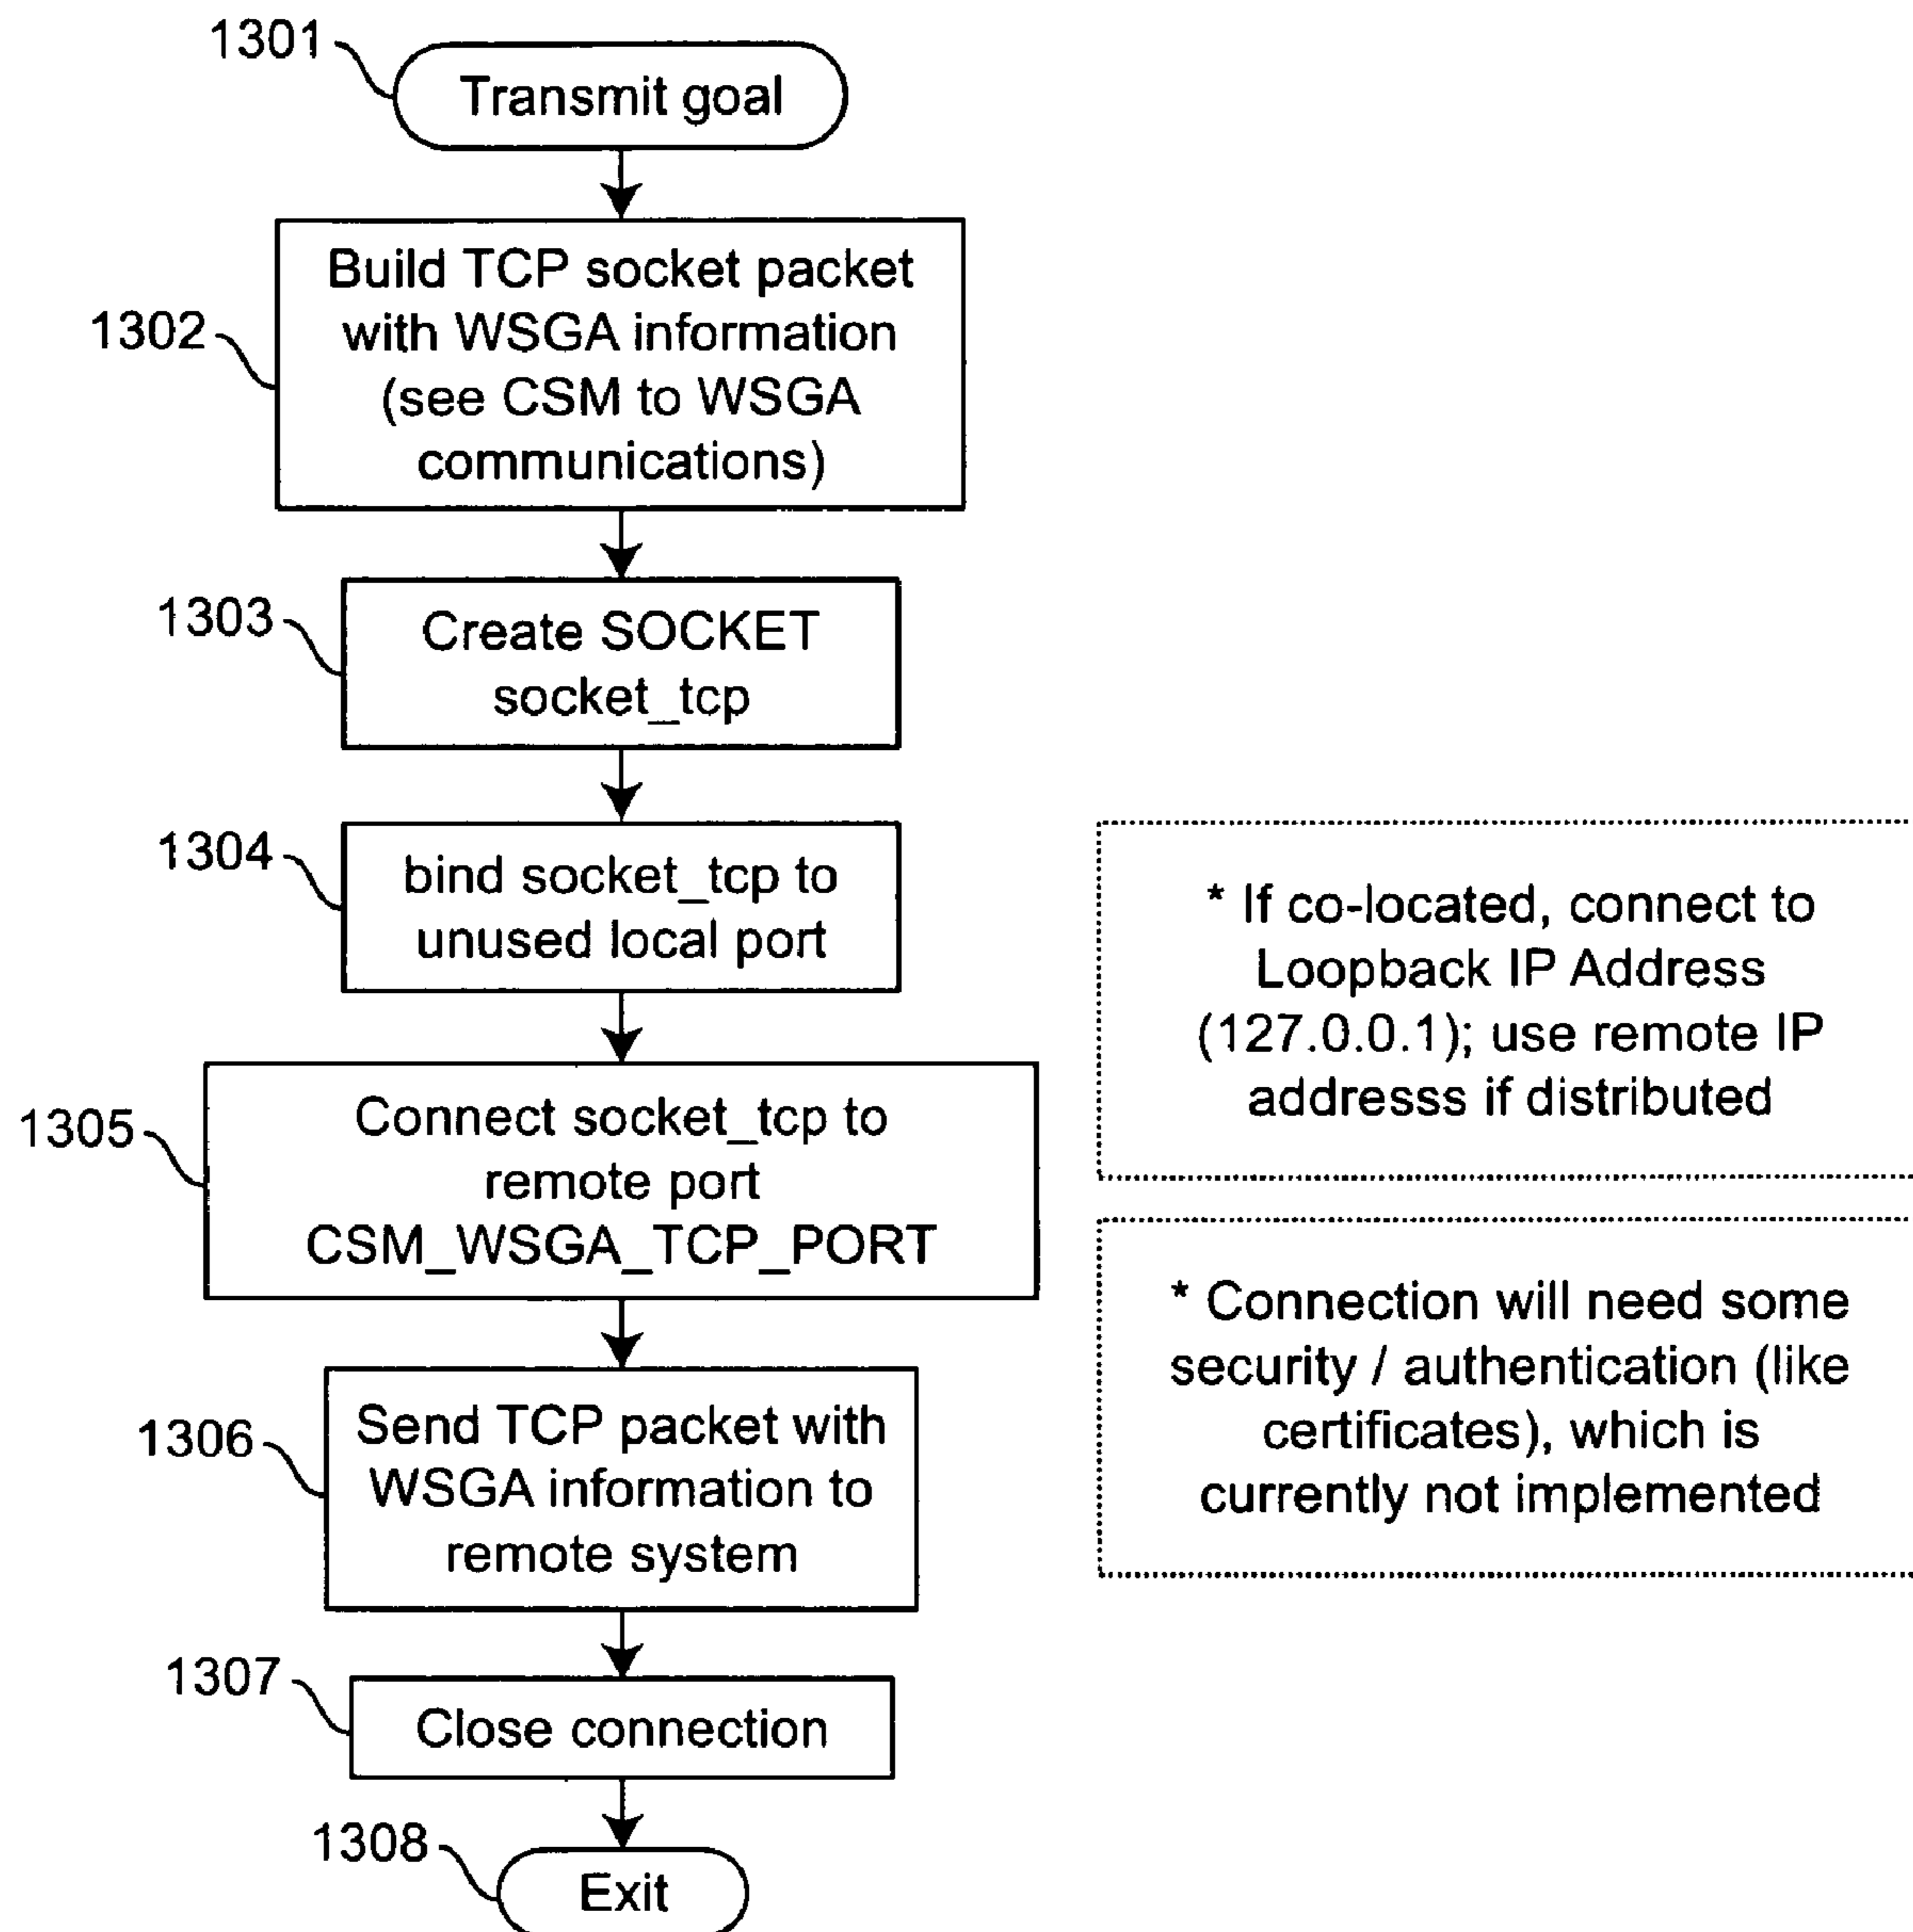 1301
Transmit goal
1302
Build TCP socket packet
with WSGA information
(see CSM to WSGA
communications)
1303
Create SOCKET
socket_tcp
1304
bind socket_tcp to
unused local port
1305
Connect socket_tcp to
remote port
CSM_WSGA_TCP_PORT
1306
Send TCP packet with
WSGA information to
remote system
1307
Close connection
1308
Exit
* If co-located, connect to
Loopback IP Address
(127.0.0.1); use remote IP
addresss if distributed
* Connection will need some
security / authentication (like
certificates), which is
currently not implemented